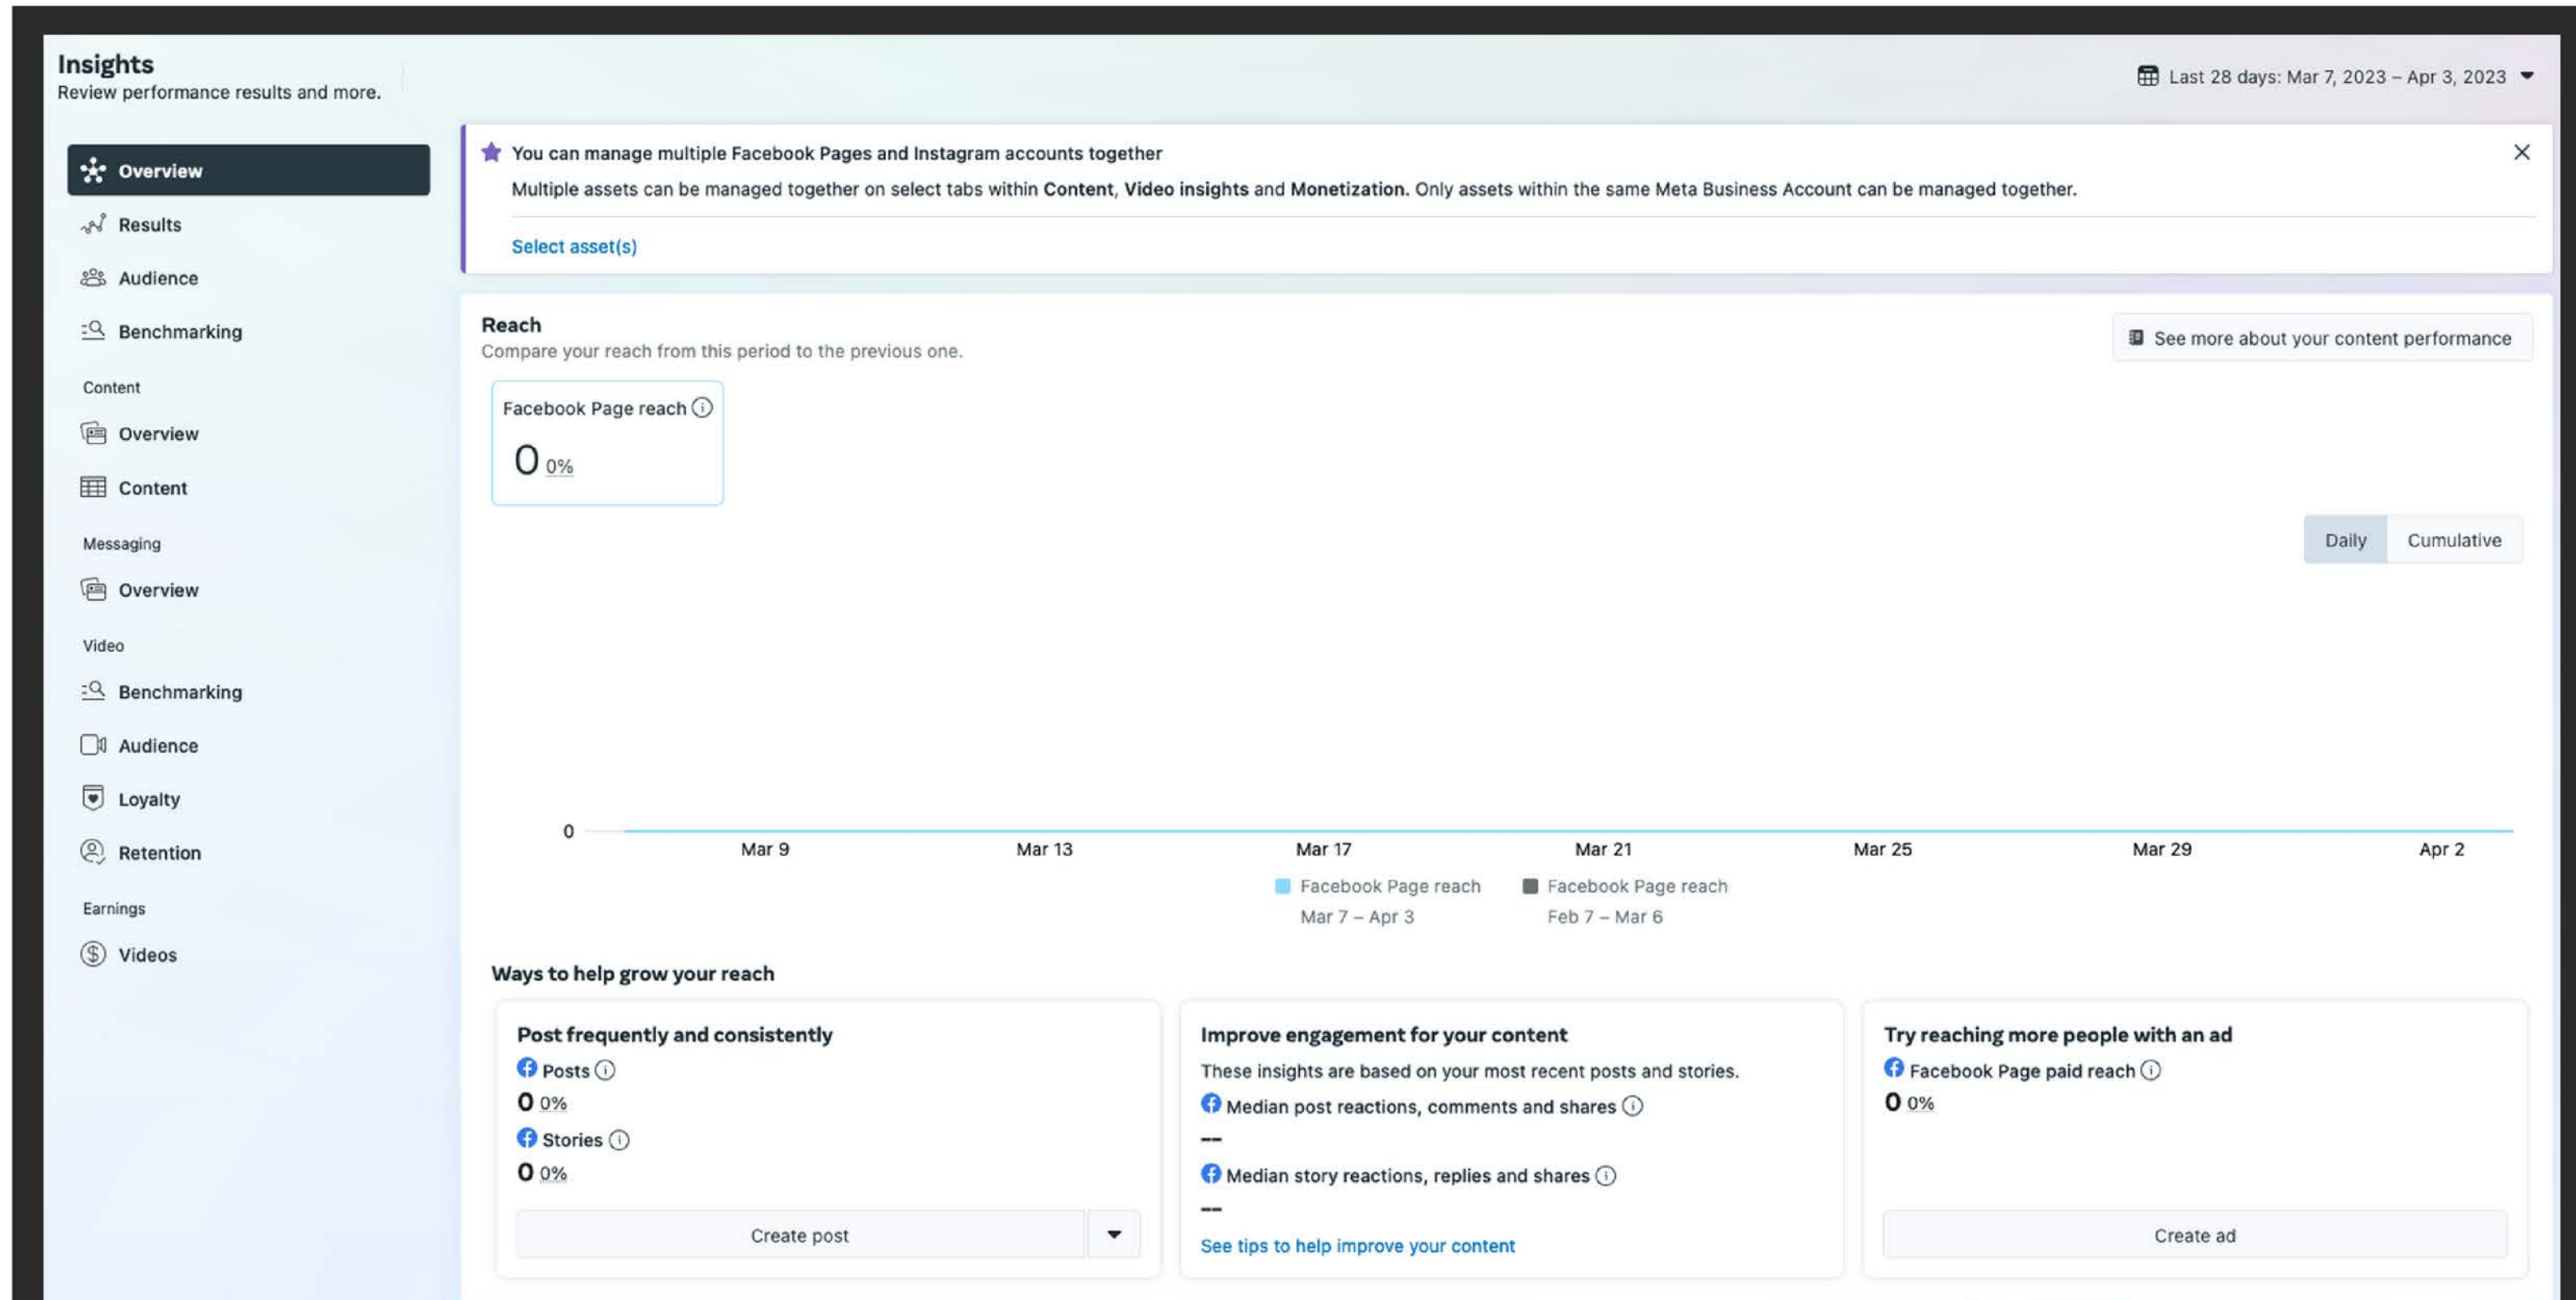 Insights
Review performance results and more.
Last 28 days: Mar 7, 2023 – Apr 3, 2023
Overview
Results
Audience
Benchmarking
Content
Overview
Content
Messaging
Overview
Video
Benchmarking
Audience
Loyalty
Retention
Earnings
Videos
You can manage multiple Facebook Pages and Instagram accounts together
Multiple assets can be managed together on select tabs within Content, Video insights and Monetization. Only assets within the same Meta Business Account can be managed together.
Select asset(s)
Reach
Compare your reach from this period to the previous one.
See more about your content performance
Facebook Page reach
0 0%
Daily Cumulative
0
Mar 9 Mar 13 Mar 17 Mar 21 Mar 25 Mar 29 Apr 2
Facebook Page reach Facebook Page reach
Mar 7 – Apr 3 Feb 7 – Mar 6
Ways to help grow your reach
Post frequently and consistently
Posts
0 0%
Stories
0 0%
Create post
Improve engagement for your content
These insights are based on your most recent posts and stories.
Median post reactions, comments and shares
--
Median story reactions, replies and shares
--
See tips to help improve your content
Try reaching more people with an ad
Facebook Page paid reach
0 0%
Create ad